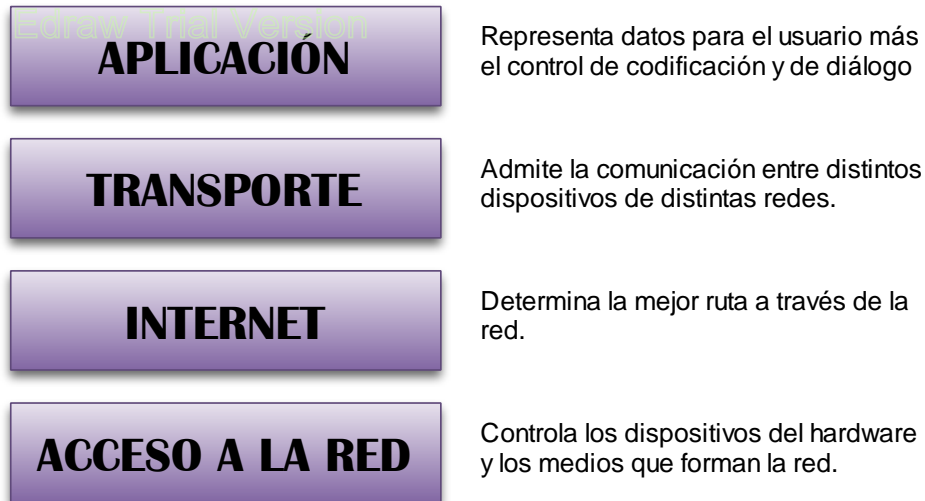 Edraw Trial Version
APLICACIÓN
Representa datos para el usuario más
el control de codificación y de diálogo
TRANSPORTE
Admite la comunicación entre distintos
dispositivos de distintas redes.
INTERNET
Determina la mejor ruta a través de la
red.
ACCESO A LA RED
Controla los dispositivos del hardware
y los medios que forman la red.